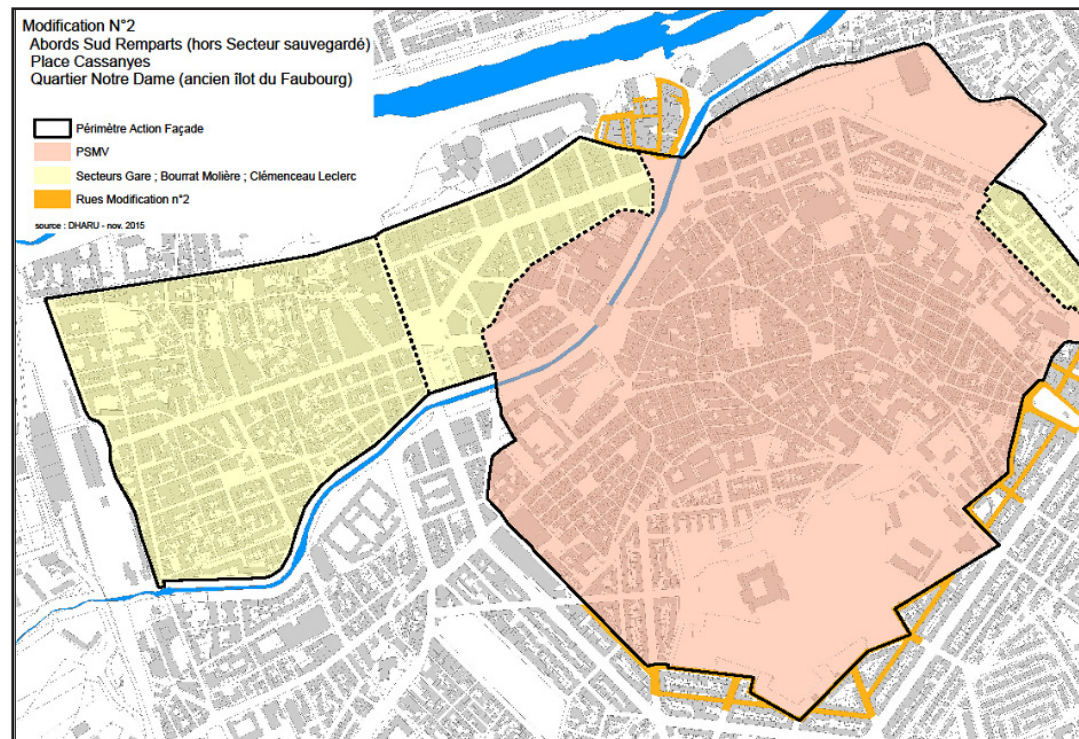 Modification N°2
Abords Sud Remparts (hors Secteur sauvegardé)
Place Cassanyes
Quartier Notre Dame (ancien îlot du Faubourg)
Périmètre Action Façade
PSMV
Secteurs Gare ; Bourrat Molière ; Clémenceau Leclerc
Rues Modification n°2
source : DHARU - nov. 2015